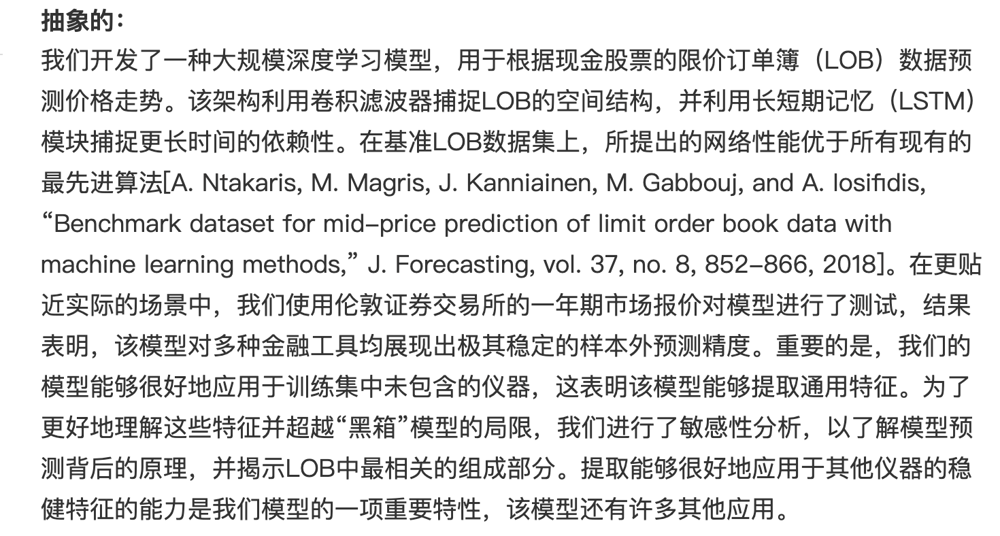 抽象的：
我们开发了一种大规模深度学习模型，用于根据现金股票的限价订单簿（LOB）数据预
测价格走势。该架构利用卷积滤波器捕捉LOB的空间结构，并利用长短期记忆（LSTM）
模块捕捉更长时间的依赖性。在基准LOB数据集上，所提出的网络性能优于所有现有的
最先进算法[A. Ntakaris, M. Magris, J. Kanniainen, M. Gabbouj, and A. Iosifidis,
“Benchmark dataset for mid–price prediction of limit order book data with
machine learning methods,” J. Forecasting, vol. 37, no. 8, 852–866, 2018]。在更贴
近实际的场景中，我们使用伦敦证券交易所的一年期市场报价对模型进行了测试，结果
表明，该模型对多种金融工具均展现出极其稳定的样本外预测精度。重要的是，我们的
模型能够很好地应用于训练集中未包含的仪器，这表明该模型能够提取通用特征。为了
更好地理解这些特征并超越“黑箱”模型的局限，我们进行了敏感性分析，以了解模型预
测背后的原理，并揭示LOB中最相关的组成部分。提取能够很好地应用于其他仪器的稳
健特征的能力是我们模型的一项重要特性，该模型还有许多其他应用。